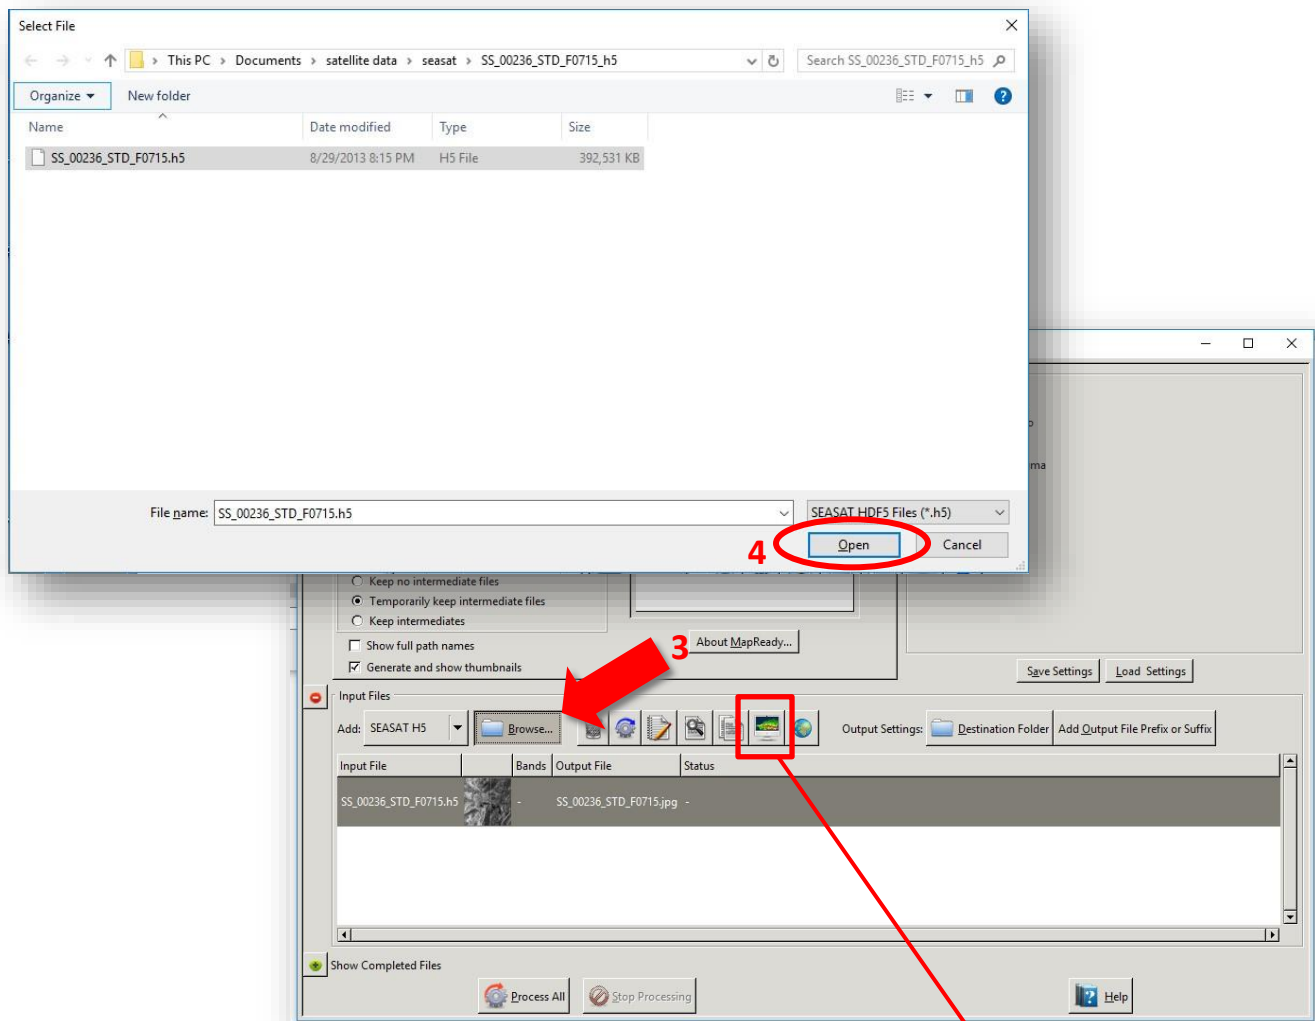 Select File
This PC > Documents > satellite data > seasat > SS_00236_STD_F0715_h5
Search SS_00236_STD_F0715_h5
Organize
New folder
Name Date modified Type Size
SS_00236_STD_F0715.h5 8/29/2013 8:15 PM H5 File 392,531 KB
File name: SS_00236_STD_F0715.h5
SEASAT HDF5 Files (*.h5)
4
Open
Cancel
ma
Keep no intermediate files
Temporarily keep intermediate files
Keep intermediates
Show full path names
Generate and show thumbnails
3
About MapReady...
Save Settings
Load Settings
Input Files
Add: SEASAT H5
Browse...
Output Settings:
Destination Folder
Add Output File Prefix or Suffix
Input File Bands Output File Status
SS_00236_STD_F0715.h5 - SS_00236_STD_F0715.jpg -
Show Completed Files
Process All
Stop Processing
Help